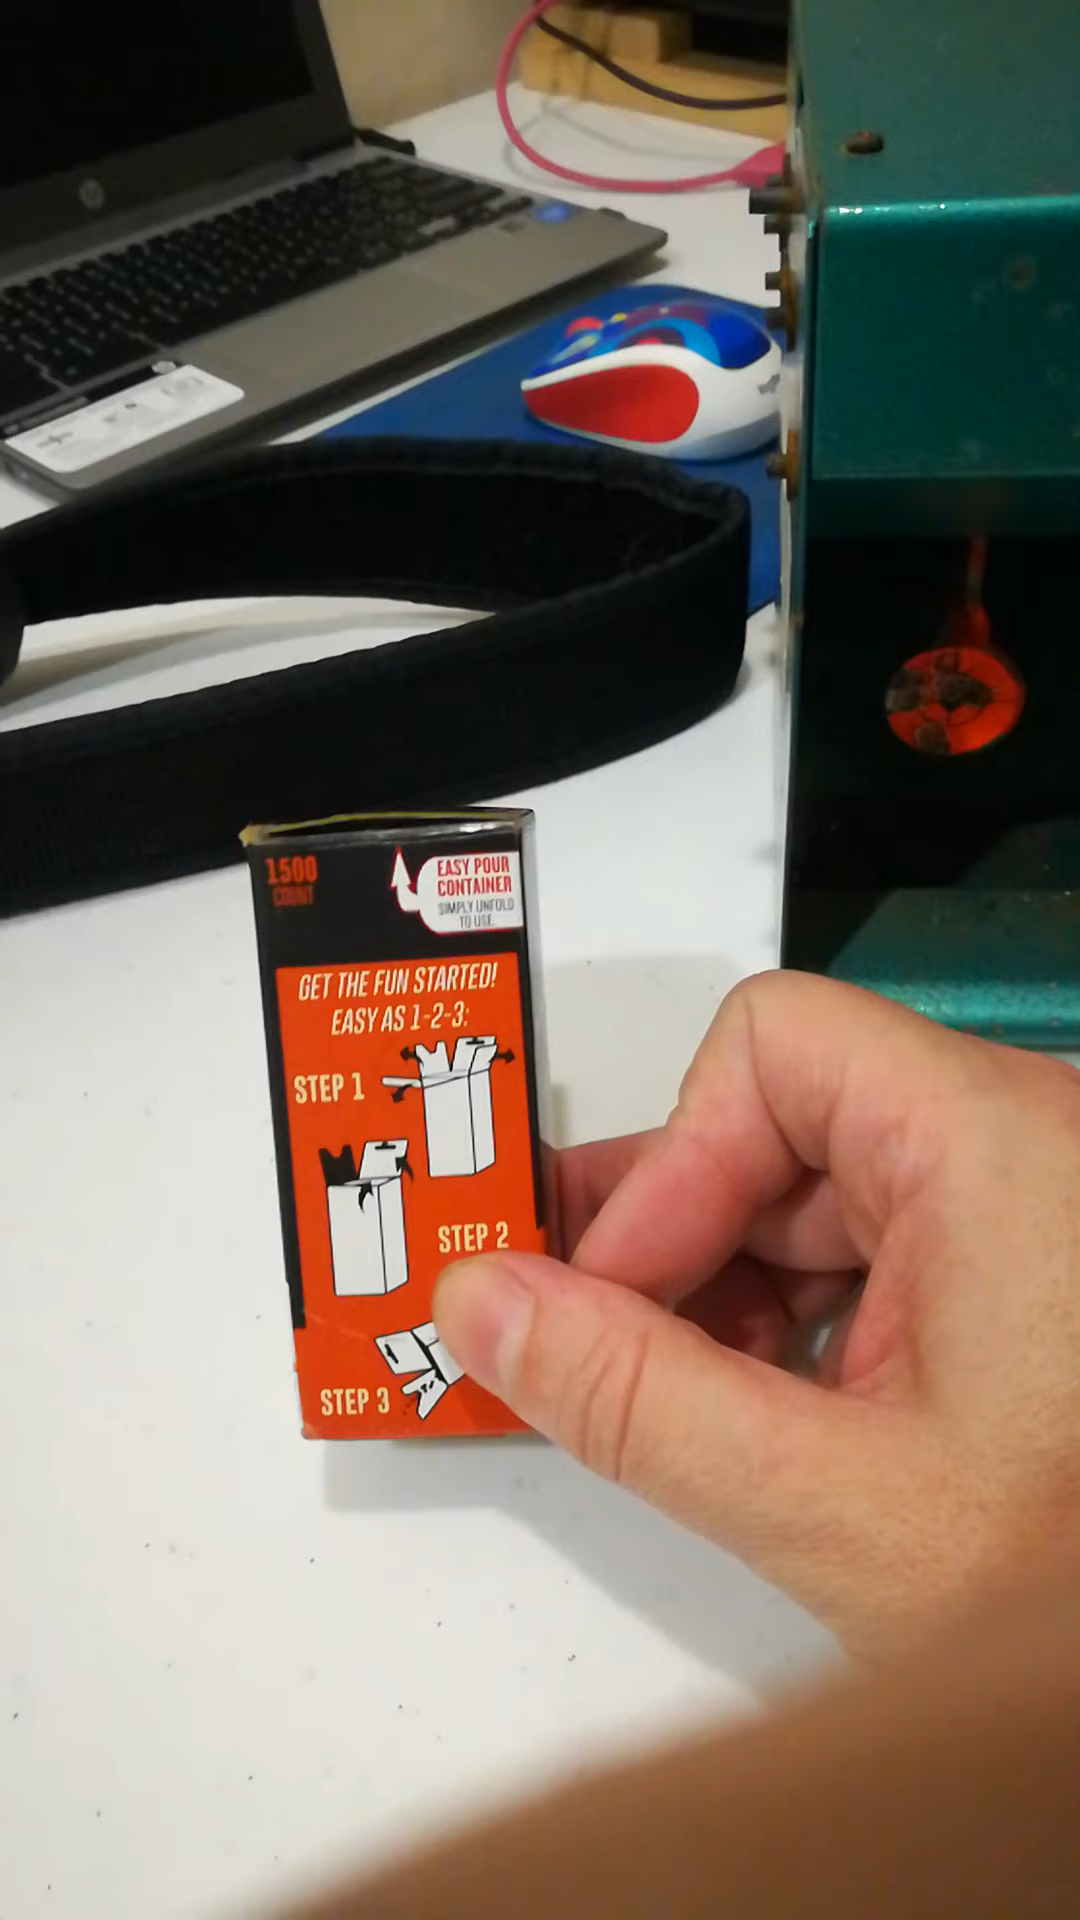 1500
COUNT
EASY POUR
CONTAINER
SIMPLY UNFOLD
TO USE.
GET THE FUN STARTED!
EASY AS 1-2-3:
STEP 1
STEP 2
STEP 3
hp